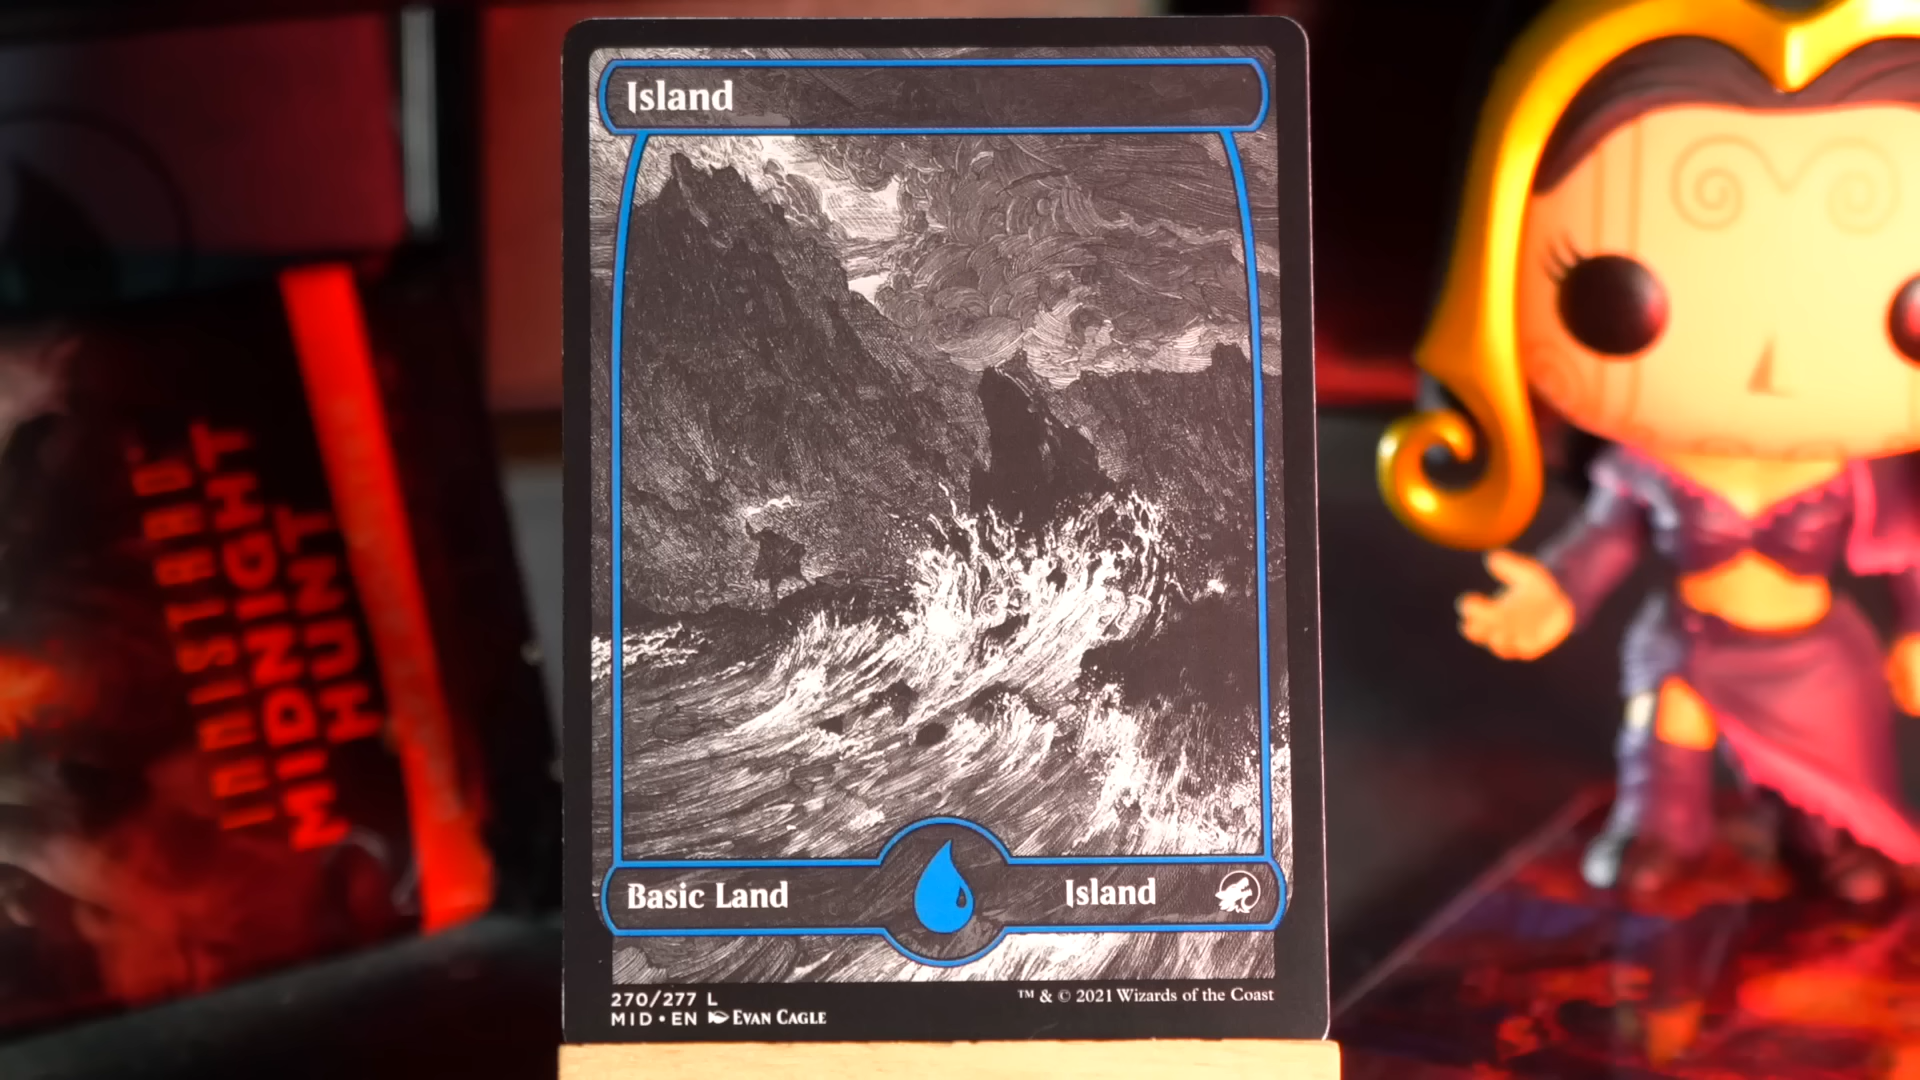 Island
Basic Land
Island
270/277 L
MID • EN EVAN CAGLE
™ & © 2021 Wizards of the Coast
INNISTRAD
MIDNIGHT
HUNT